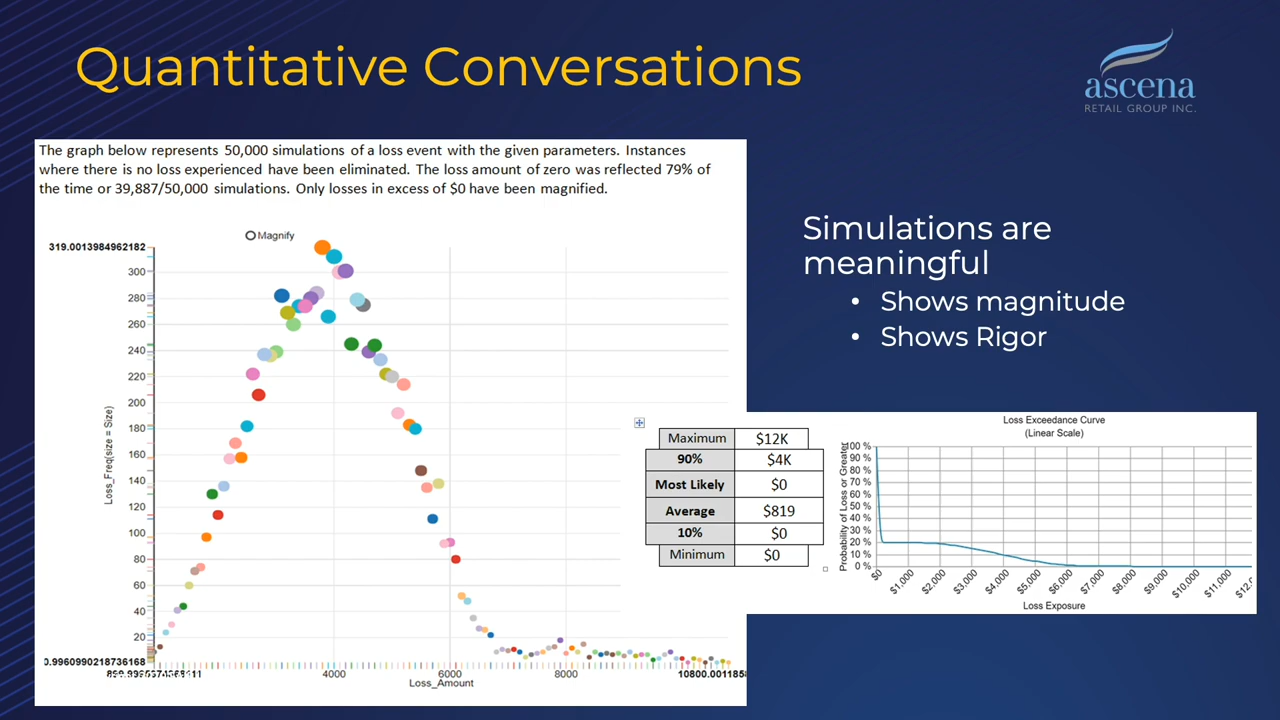 Quantitative Conversations
ascena
RETAIL GROUP INC.
The graph below represents 50,000 simulations of a loss event with the given parameters. Instances
where there is no loss experienced have been eliminated. The loss amount of zero was reflected 79% of
the time or 39,887/50,000 simulations. Only losses in excess of $0 have been magnified.
Magnify
319.0013984962182
300
280
260
240
220
200
180
160
140
120
100
80
60
40
20
0.9960990218736168
Loss_Freq(size = Size)
4000
6000
8000
10800.001185
Loss_Amount
Simulations are
meaningful
• Shows magnitude
• Shows Rigor
Maximum $12K
90% $4K
Most Likely $0
Average $819
10% $0
Minimum $0
Loss Exceedance Curve
(Linear Scale)
Probability of Loss or Greater
100 %
90 %
80 %
70 %
60 %
50 %
40 %
30 %
20 %
10 %
0 %
$0
$1,000
$2,000
$3,000
$4,000
$5,000
$6,000
$7,000
$8,000
$9,000
$10,000
$11,000
Loss Exposure